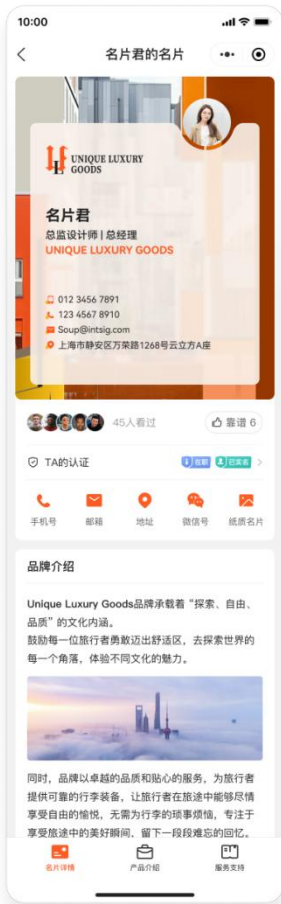 10:00
名片君的名片
UNIQUE LUXURY
GOODS
名片君
总监设计师 | 总经理
UNIQUE LUXURY GOODS
012 3456 7891
123 4567 8910
Soup@intsig.com
上海市静安区万荣路1268号云立方A座
45人看过
靠谱 6
TA的认证
在职
已实名
手机号
邮箱
地址
微信号
纸质名片
品牌介绍
Unique Luxury Goods品牌承载着“探索、自由、
品质”的文化内涵。
鼓励每一位旅行者勇敢迈出舒适区，去探索世界的
每一个角落，体验不同文化的魅力。
同时，品牌以卓越的品质和贴心的服务，为旅行者
提供可靠的行李装备，让旅行者在旅途中能够尽情
享受自由的愉悦，无需为行李的琐事烦恼，专注于
享受旅途中的美好瞬间，留下一段段难忘的回忆。
名片详情
产品介绍
服务支持